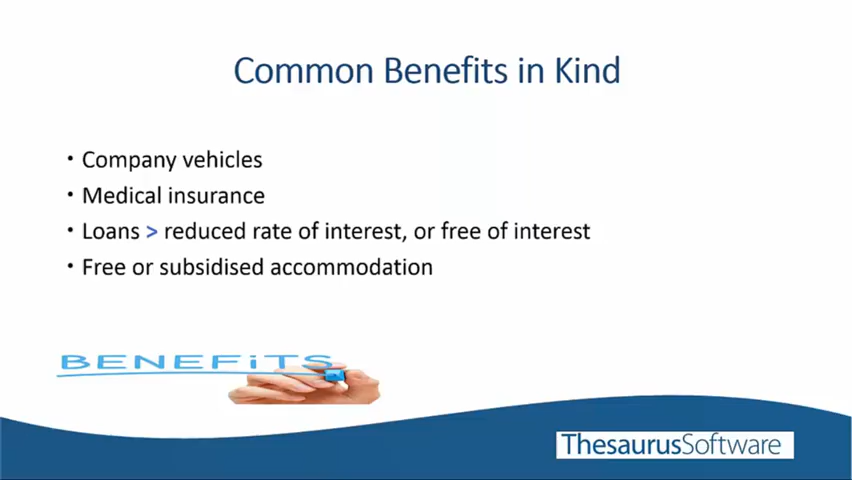 Common Benefits in Kind
• Company vehicles
• Medical insurance
• Loans > reduced rate of interest, or free of interest
• Free or subsidised accommodation
BENEFiTS
ThesaurusSoftware